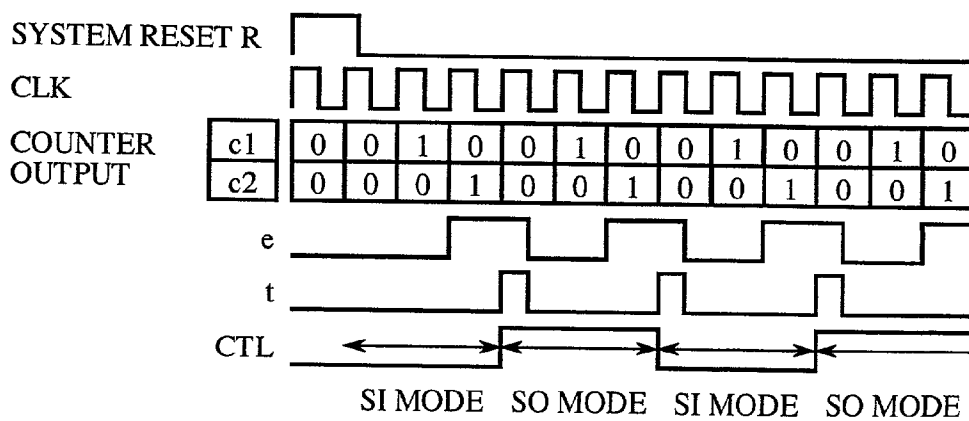 SYSTEM RESET R
CLK
COUNTER OUTPUT
c1 0 0 1 0 0 1 0 0 1 0 0 1 0
c2 0 0 0 1 0 0 1 0 0 1 0 0 1
e
t
CTL
SI MODE SO MODE SI MODE SO MODE